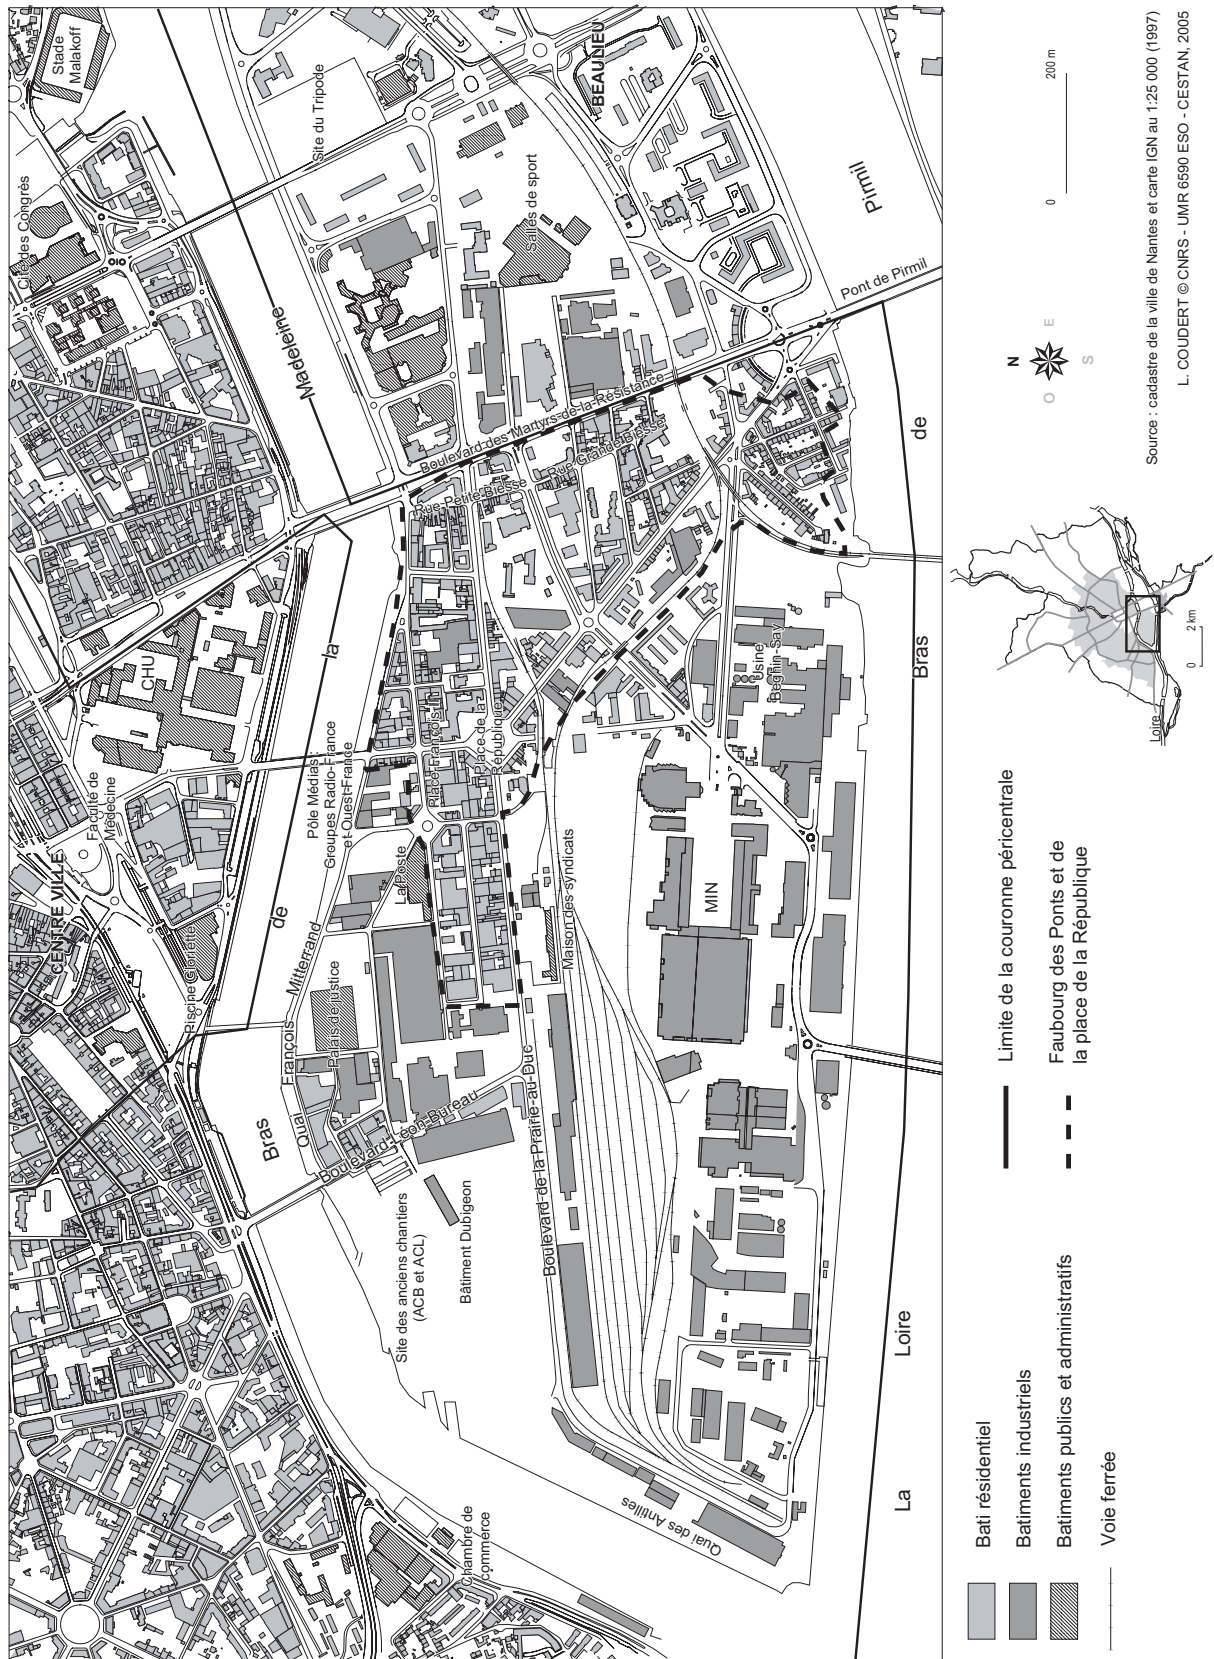 Stade
Malakoff
Cité des Congrès
Madeleine
Site du Tripode
BEAULIEU
Salles de sport
Pirmil
Pont de Pirmil
Boulevard des Martyrs-de-la-Résistance
Rue Grande Biesse
Rue Petite Biesse
CHU
Faculté de
Médecine
CENTRE VILLE
Piscine Gloriette
la
de
Bras
Pôle Médias :
Groupes Radio-France
et Ouest-France
Place François II
Place de la
République
La Poste
Quai François Mitterrand
Palais de justice
Maison des syndicats
Boulevard Léon Bureau
Boulevard-de-la-Prairie-au-Duc
Bâtiment Dubigeon
Site des anciens chantiers
(ACB et ACL)
Usine
Beghin-Say
MIN
Chambre de
commerce
Quai des Antilles
La
Loire
Bras
de
Bati résidentiel
Batiments industriels
Batiments publics et administratifs
Voie ferrée
Limite de la couronne péricentrale
Faubourg des Ponts et de
la place de la République
Loire
0
2 km
N
O
E
S
0
200 m
Source : cadastre de la ville de Nantes et carte IGN au 1:25 000 (1997)
L. COUDERT © CNRS - UMR 6590 ESO - CESTAN, 2005